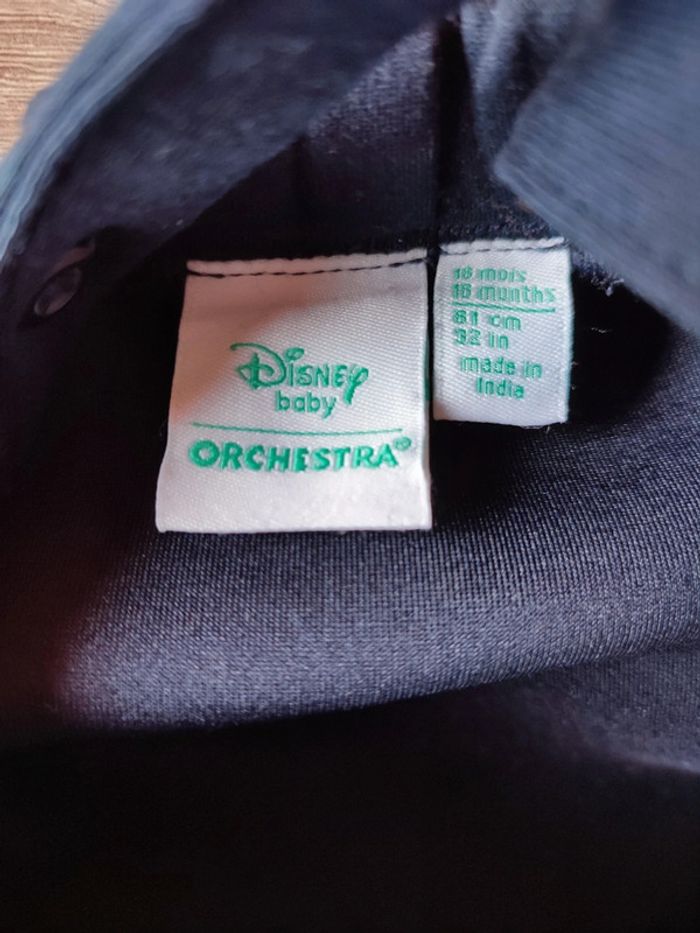 Disney
baby
ORCHESTRA®
18 mois
18 months
81 cm
32 in
made in
India